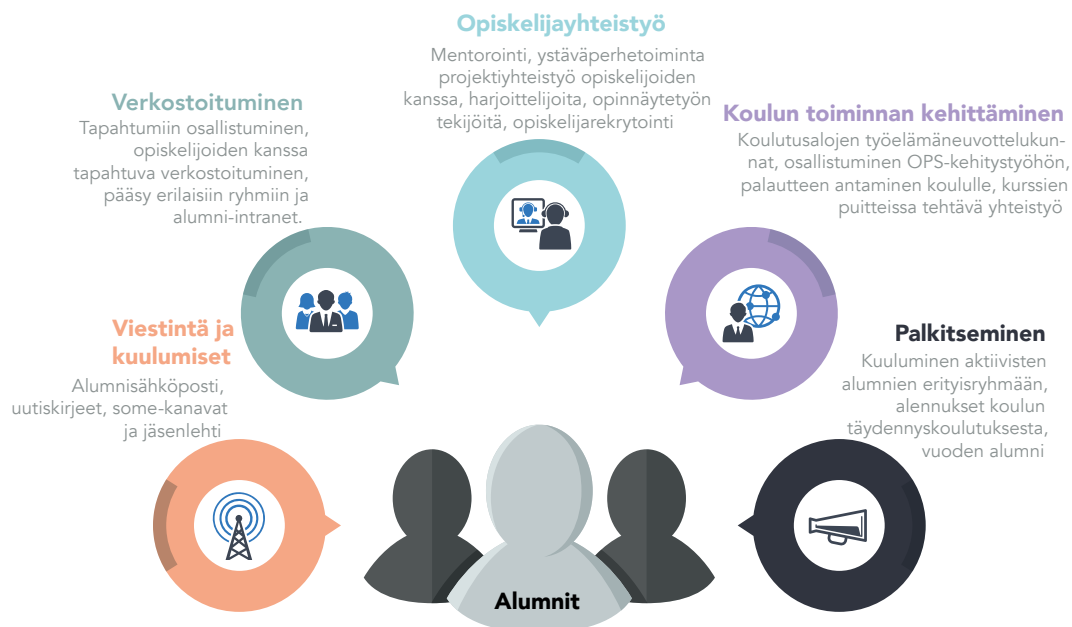 Opiskelijayhteistyö
Mentorointi, ystäväperhetoiminta
projektiyhteistyö opiskelijoiden
kanssa, harjoittelijoita, opinnäytetyön
tekijöitä, opiskelijarekrytointi
Verkostoituminen
Tapahtumiin osallistuminen,
opiskelijoiden kanssa
tapahtuva verkostoituminen,
pääsy erilaisiin ryhmiin ja
alumni-intranet.
Koulun toiminnan kehittäminen
Koulutusalojen työelämäneuvottelukun-
nat, osallistuminen OPS-kehitystyöhön,
palautteen antaminen koululle, kurssien
puitteissa tehtävä yhteistyö
Viestintä ja
kuulumiset
Alumnisähköposti,
uutiskirjeet, some-kanavat
ja jäsenlehti
Palkitseminen
Kuuluminen aktiivisten
alumnien erityisryhmään,
alennukset koulun
täydennyskoulutuksesta,
vuoden alumni
Alumnit